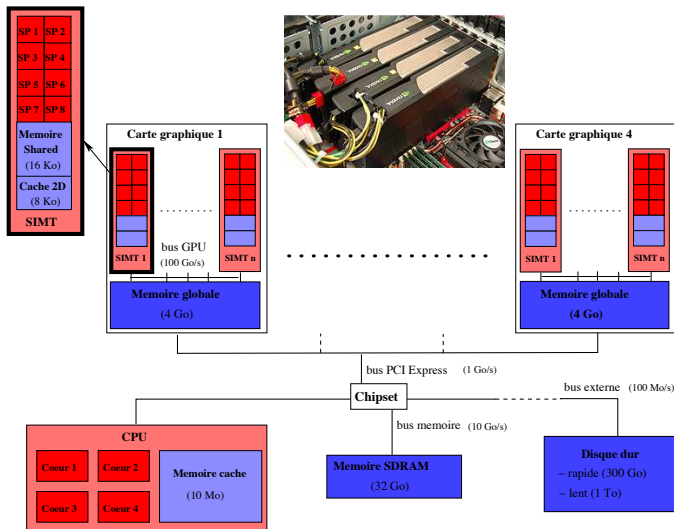 SP 1 SP 2
SP 3 SP 4
SP 5 SP 6
SP 7 SP 8
Memoire
Shared
(16 Ko)
Cache 2D
(8 Ko)
SIMT
Carte graphique 1
SIMT 1
SIMT n
bus GPU
(100 Go/s)
Memoire globale
(4 Go)
Carte graphique 4
SIMT 1
SIMT n
Memoire globale
(4 Go)
bus PCI Express (1 Go/s)
Chipset
bus externe (100 Mo/s)
bus memoire (10 Go/s)
CPU
Coeur 1
Coeur 2
Coeur 3
Coeur 4
Memoire cache
(10 Mo)
Memoire SDRAM
(32 Go)
Disque dur
– rapide (300 Go)
– lent (1 To)